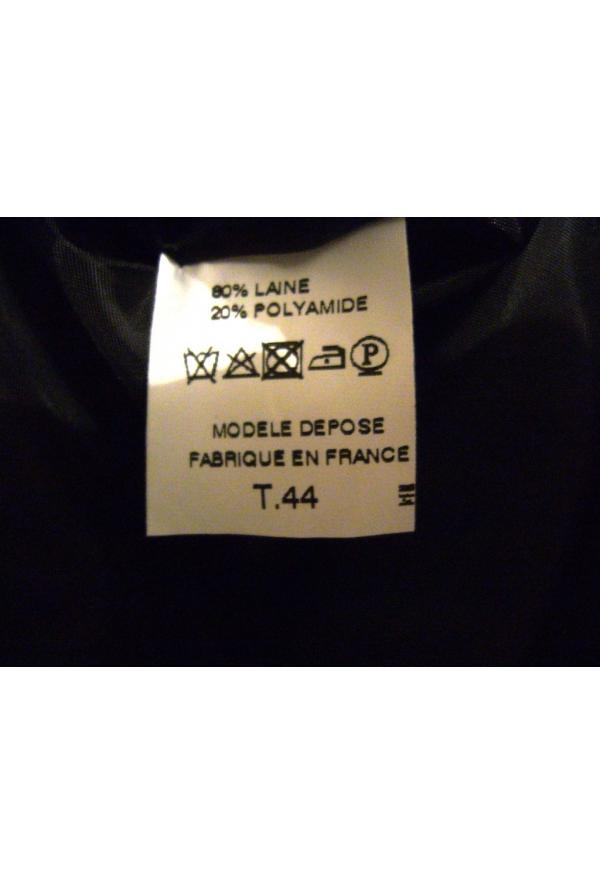 80% LAINE
20% POLYAMIDE
P
MODELE DEPOSE
FABRIQUE EN FRANCE
T.44